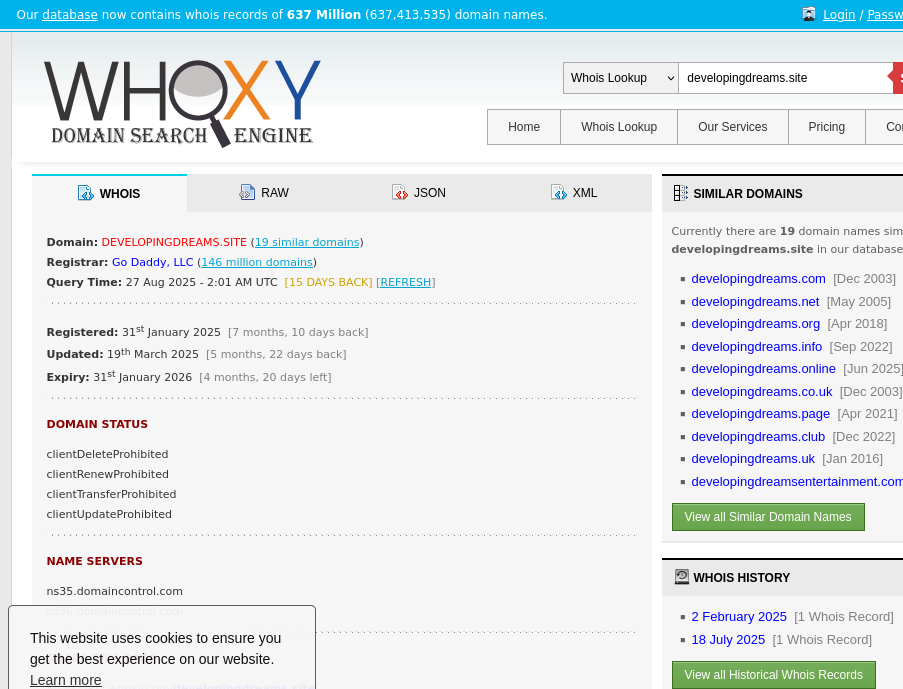 Our database now contains whois records of 637 Million (637,413,535) domain names.
Login / Passw
WHOXY
DOMAIN SEARCH ENGINE
Whois Lookup
developingdreams.site
S
Home
Whois Lookup
Our Services
Pricing
Co
WHOIS
RAW
JSON
XML
Domain: DEVELOPINGDREAMS.SITE (19 similar domains)
Registrar: Go Daddy, LLC (146 million domains)
Query Time: 27 Aug 2025 - 2:01 AM UTC [15 DAYS BACK] [REFRESH]
Registered: 31st January 2025 [7 months, 10 days back]
Updated: 19th March 2025 [5 months, 22 days back]
Expiry: 31st January 2026 [4 months, 20 days left]
DOMAIN STATUS
clientDeleteProhibited
clientRenewProhibited
clientTransferProhibited
clientUpdateProhibited
NAME SERVERS
ns35.domaincontrol.com
ns36.domaincontrol.com
This website uses cookies to ensure you
get the best experience on our website.
Learn more
SIMILAR DOMAINS
Currently there are 19 domain names sim
developingdreams.site in our database
developingdreams.com [Dec 2003]
developingdreams.net [May 2005]
developingdreams.org [Apr 2018]
developingdreams.info [Sep 2022]
developingdreams.online [Jun 2025]
developingdreams.co.uk [Dec 2003]
developingdreams.page [Apr 2021]
developingdreams.club [Dec 2022]
developingdreams.uk [Jan 2016]
developingdreamsentertainment.com
View all Similar Domain Names
WHOIS HISTORY
2 February 2025 [1 Whois Record]
18 July 2025 [1 Whois Record]
View all Historical Whois Records